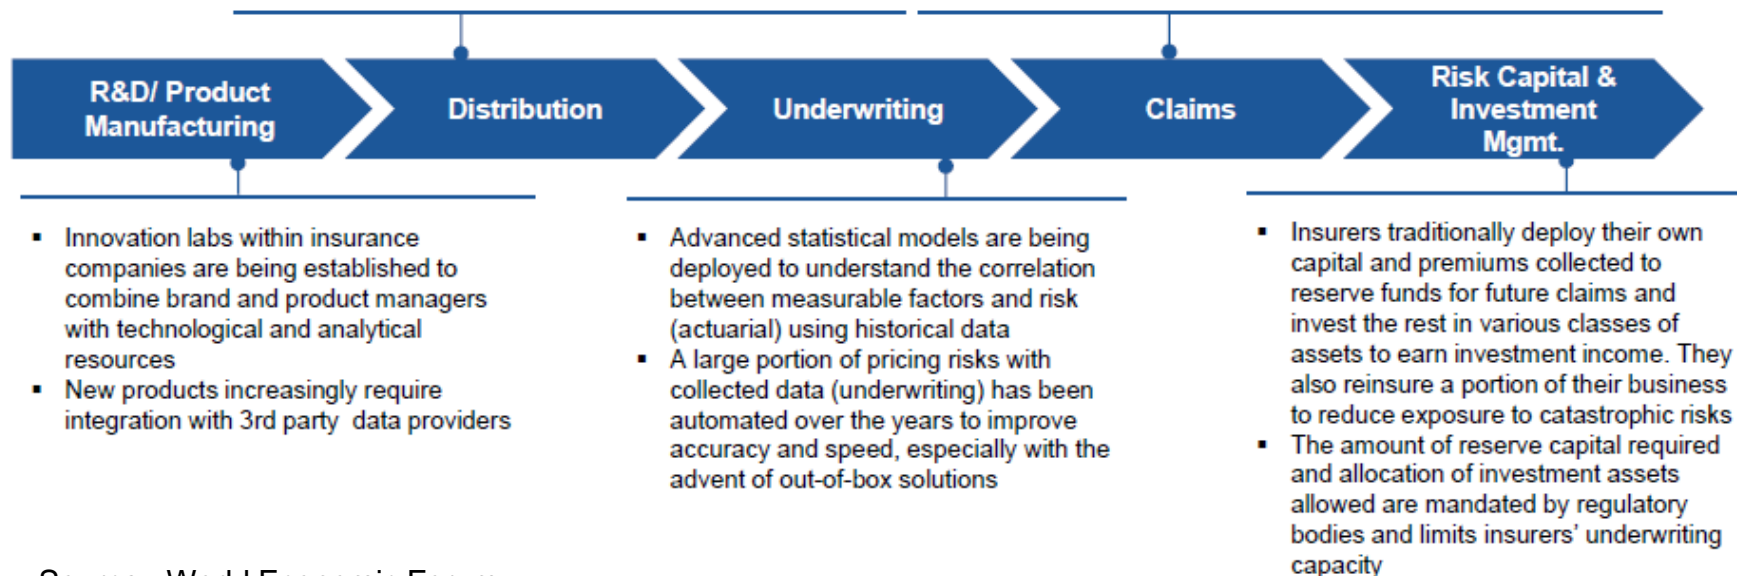 R&D/ Product
Manufacturing
Distribution
Underwriting
Claims
Risk Capital &
Investment
Mgmt.
▪ Innovation labs within insurance
companies are being established to
combine brand and product managers
with technological and analytical
resources
▪ New products increasingly require
integration with 3rd party  data providers
▪ Advanced statistical models are being
deployed to understand the correlation
between measurable factors and risk
(actuarial) using historical data
▪ A large portion of pricing risks with
collected data (underwriting) has been
automated over the years to improve
accuracy and speed, especially with the
advent of out-of-box solutions
▪ Insurers traditionally deploy their own
capital and premiums collected to
reserve funds for future claims and
invest the rest in various classes of
assets to earn investment income. They
also reinsure a portion of their business
to reduce exposure to catastrophic risks
▪ The amount of reserve capital required
and allocation of investment assets
allowed are mandated by regulatory
bodies and limits insurers’ underwriting
capacity
World Economic Forum